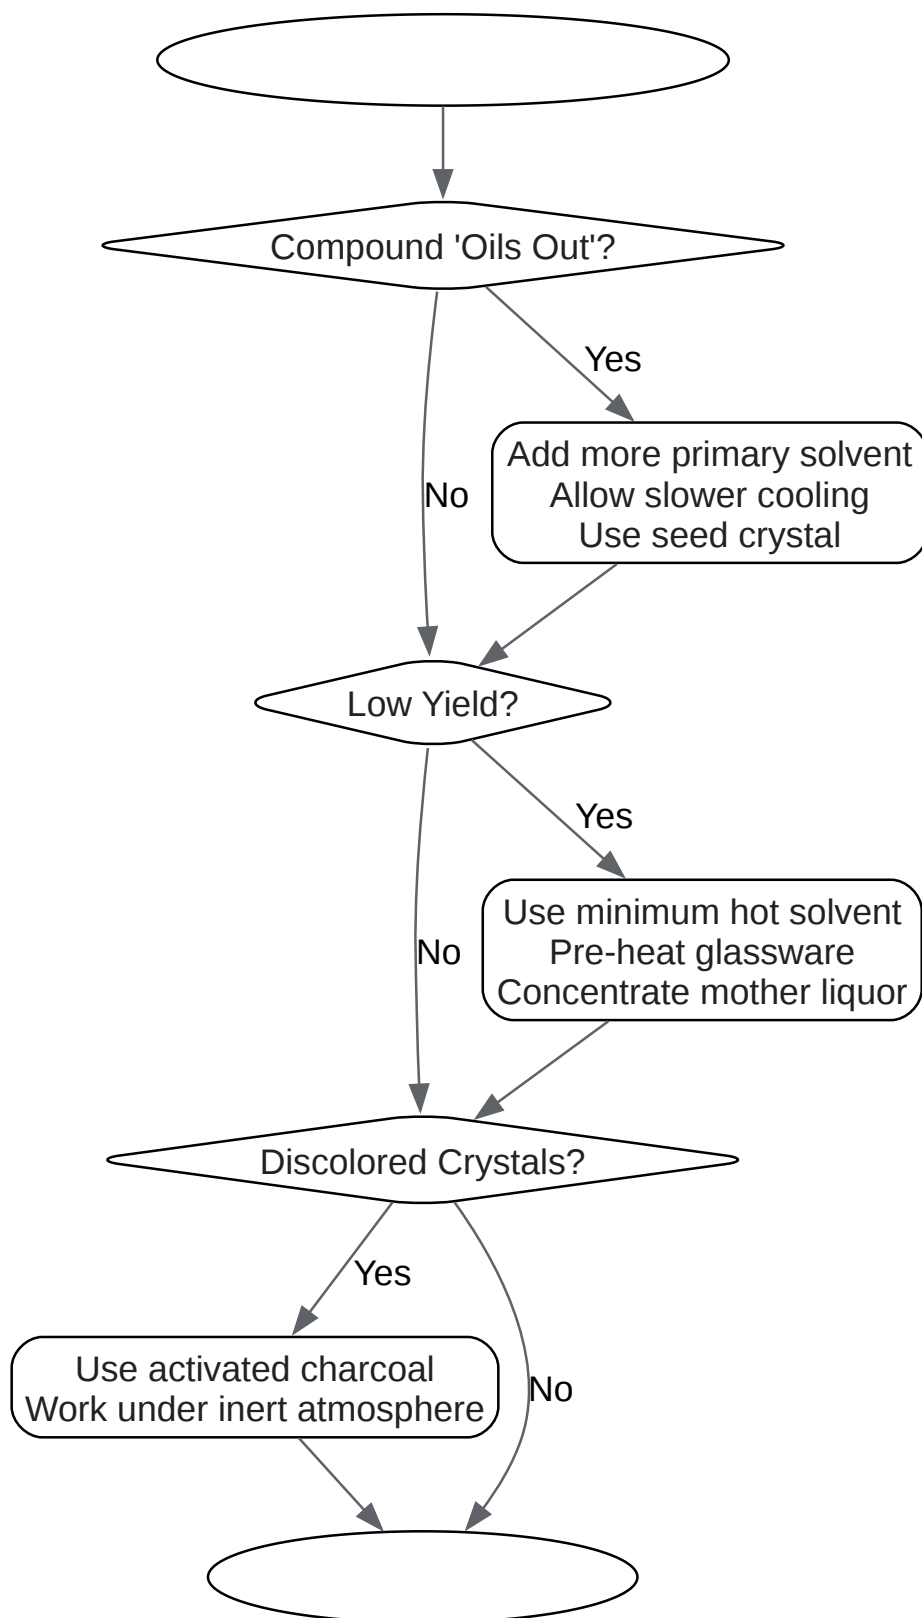 Compound 'Oils Out'?
Yes
Add more primary solvent
Allow slower cooling
Use seed crystal
No
Low Yield?
Yes
Use minimum hot solvent
Pre-heat glassware
Concentrate mother liquor
No
Discolored Crystals?
Yes
Use activated charcoal
Work under inert atmosphere
No